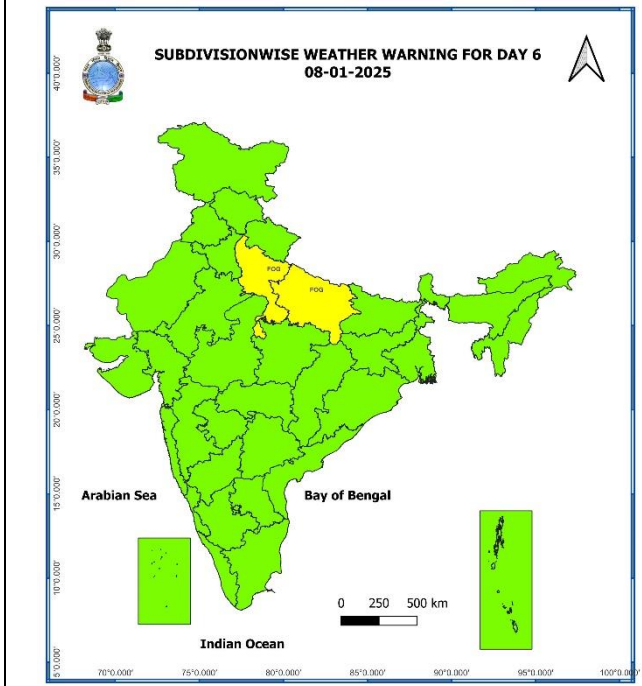 SUBDIVISIONWISE WEATHER WARNING FOR DAY 6
08-01-2025
40°0.000'
35°0.000'
30°0.000'
25°0.000'
20°0.000'
15°0.000'
10°0.000'
5°0.000'
FOG
FOG
Arabian Sea
Bay of Bengal
0 250 500 km
Indian Ocean
70°0.000' 75°0.000' 80°0.000' 85°0.000' 90°0.000' 95°0.000' 100°0.000'